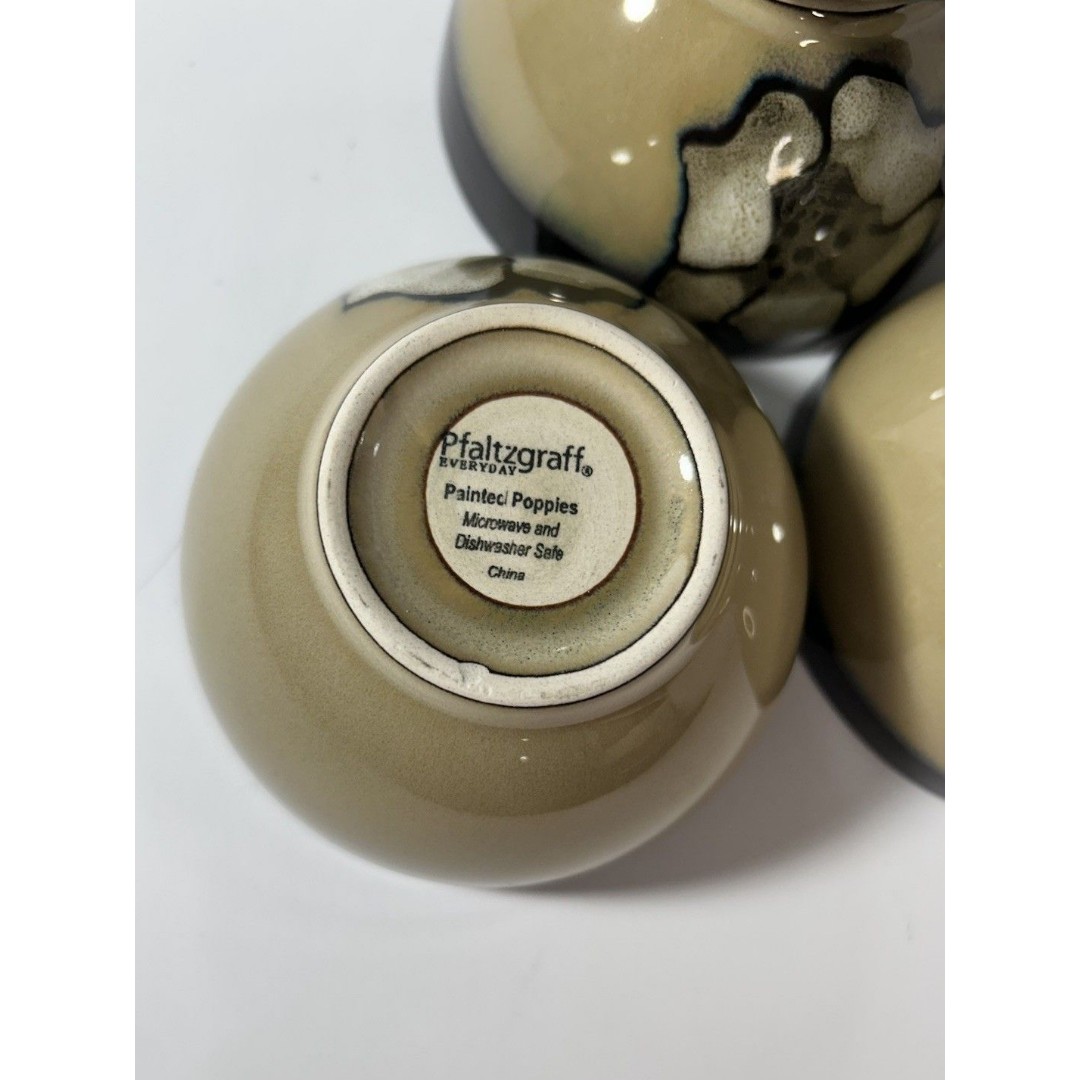 Pfaltzgraff®
EVERYDAY
Painted Poppies
Microwave and
Dishwasher Safe
China